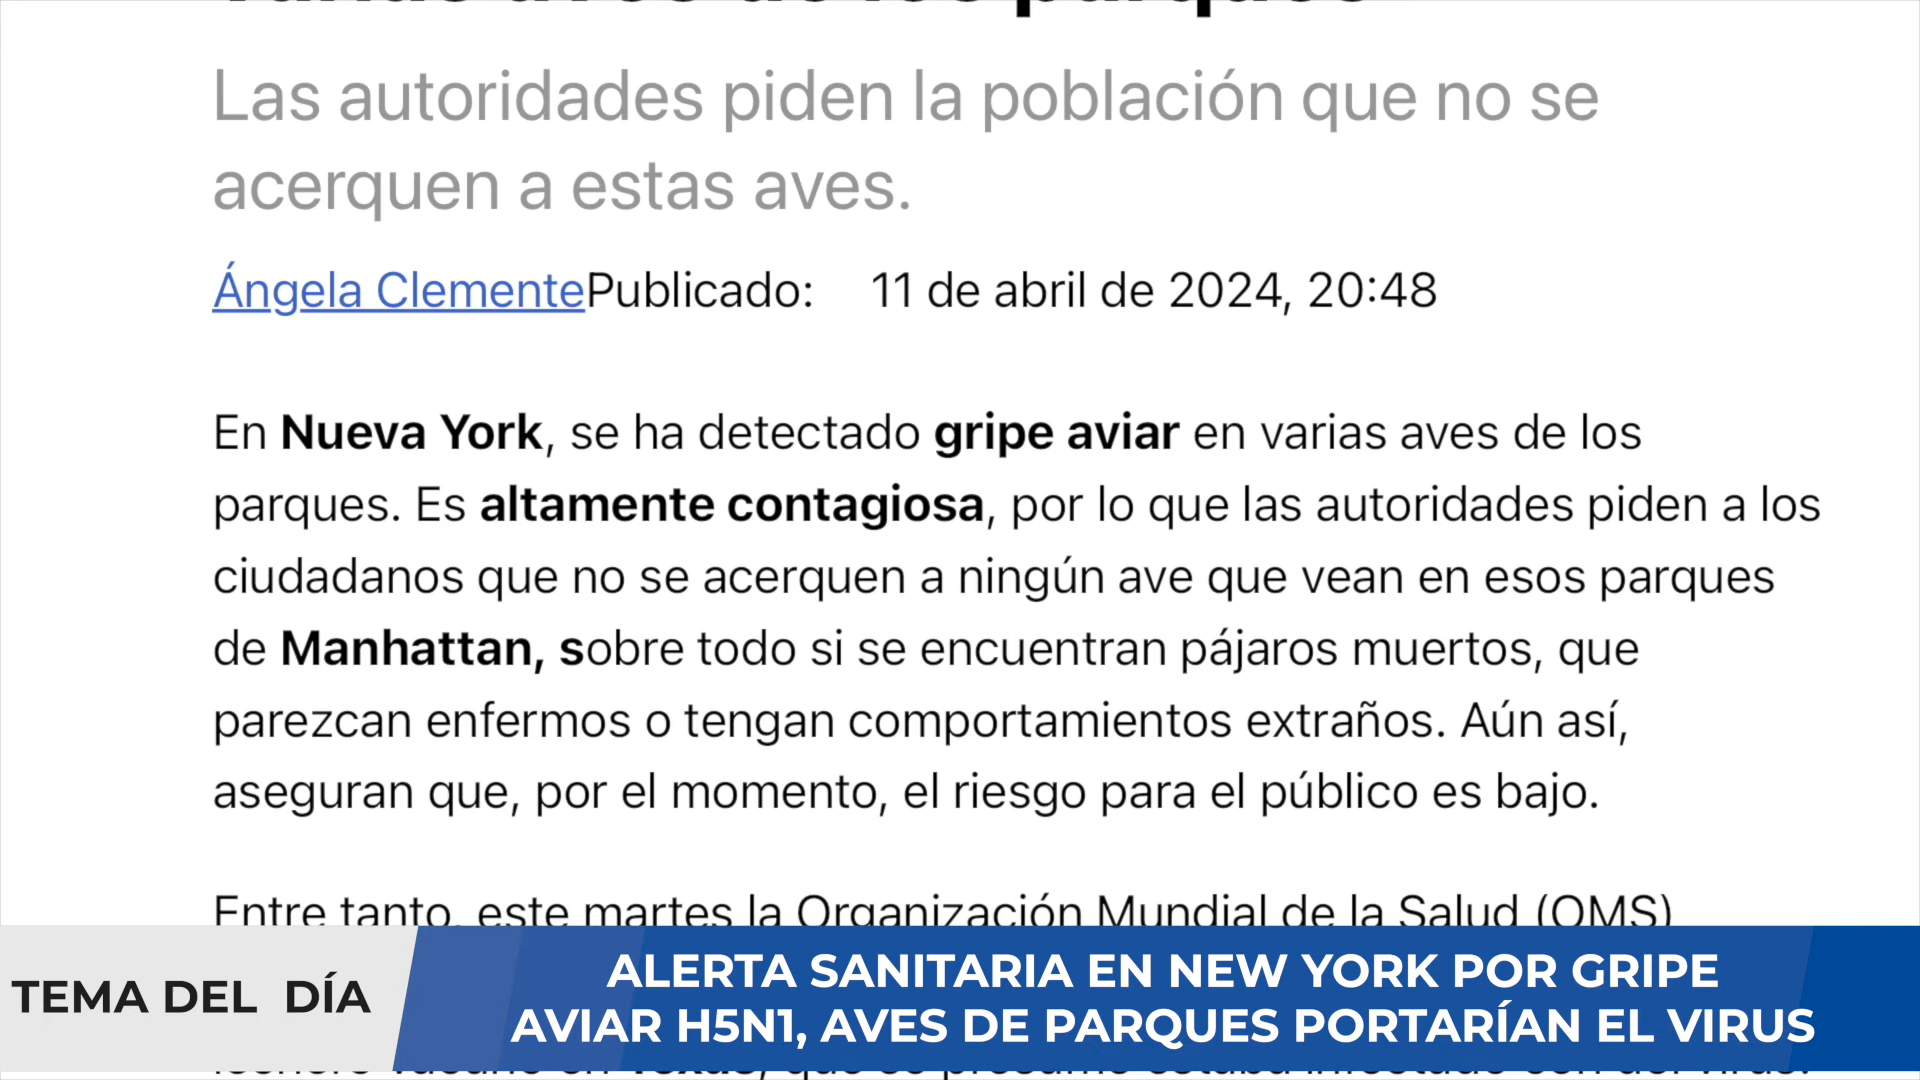 varias aves de los parques
Las autoridades piden la población que no se
acerquen a estas aves.
Ángela ClementePublicado: 11 de abril de 2024, 20:48
En Nueva York, se ha detectado gripe aviar en varias aves de los
parques. Es altamente contagiosa, por lo que las autoridades piden a los
ciudadanos que no se acerquen a ningún ave que vean en esos parques
de Manhattan, sobre todo si se encuentran pájaros muertos, que
parezcan enfermos o tengan comportamientos extraños. Aún así,
aseguran que, por el momento, el riesgo para el público es bajo.
Entre tanto, este martes la Organización Mundial de la Salud (OMS)
TEMA DEL DÍA
ALERTA SANITARIA EN NEW YORK POR GRIPE
AVIAR H5N1, AVES DE PARQUES PORTARÍAN EL VIRUS